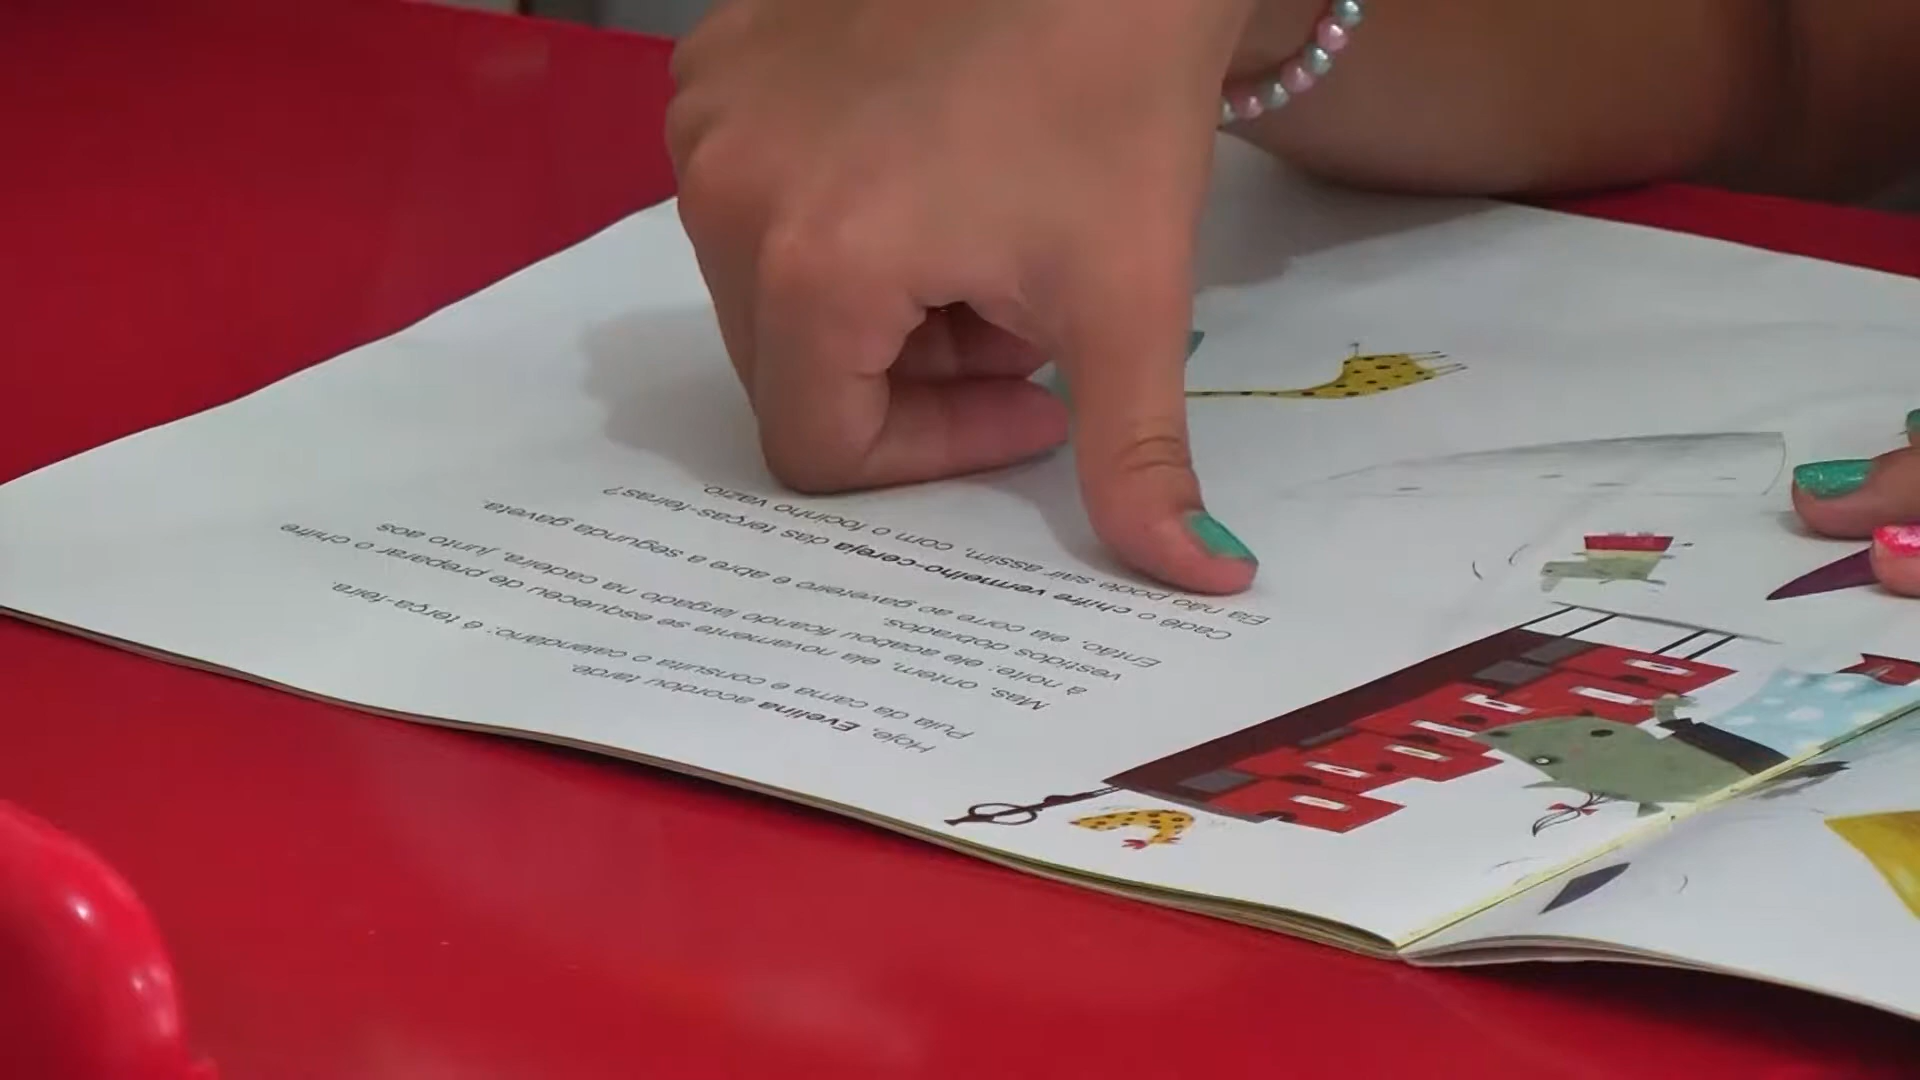 Hoje, Evelina acordou tarde.
Pula da cama e consulta o calendário: é terça-feira.
Mas, ontem, ela novamente se esqueceu de preparar o chifre
à noite: ele acabou ficando largado na cadeira, junto aos
vestidos dobrados.
Então, ela corre ao gaveteiro e abre a segunda gaveta.
Cadê o chifre vermelho-cereja das terças-feiras?
Ela não pode sair assim, com o focinho vazio.